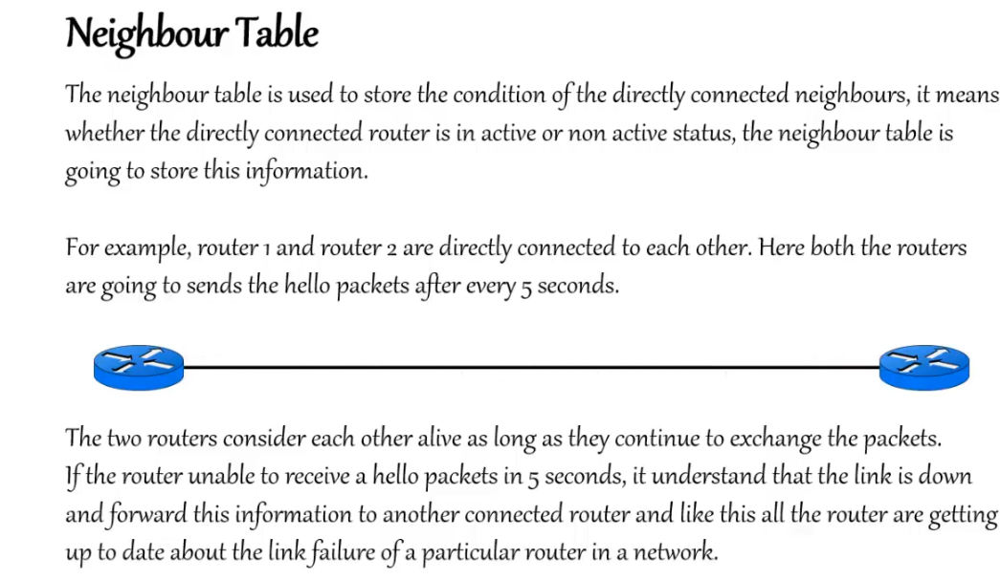 Neighbour Table
The neighbour table is used to store the condition of the directly connected neighbours, it means
whether the directly connected router is in active or non active status, the neighbour table is
going to store this information.
For example, router 1 and router 2 are directly connected to each other. Here both the routers
are going to sends the hello packets after every 5 seconds.
The two routers consider each other alive as long as they continue to exchange the packets.
If the router unable to receive a hello packets in 5 seconds, it understand that the link is down
and forward this information to another connected router and like this all the router are getting
up to date about the link failure of a particular router in a network.